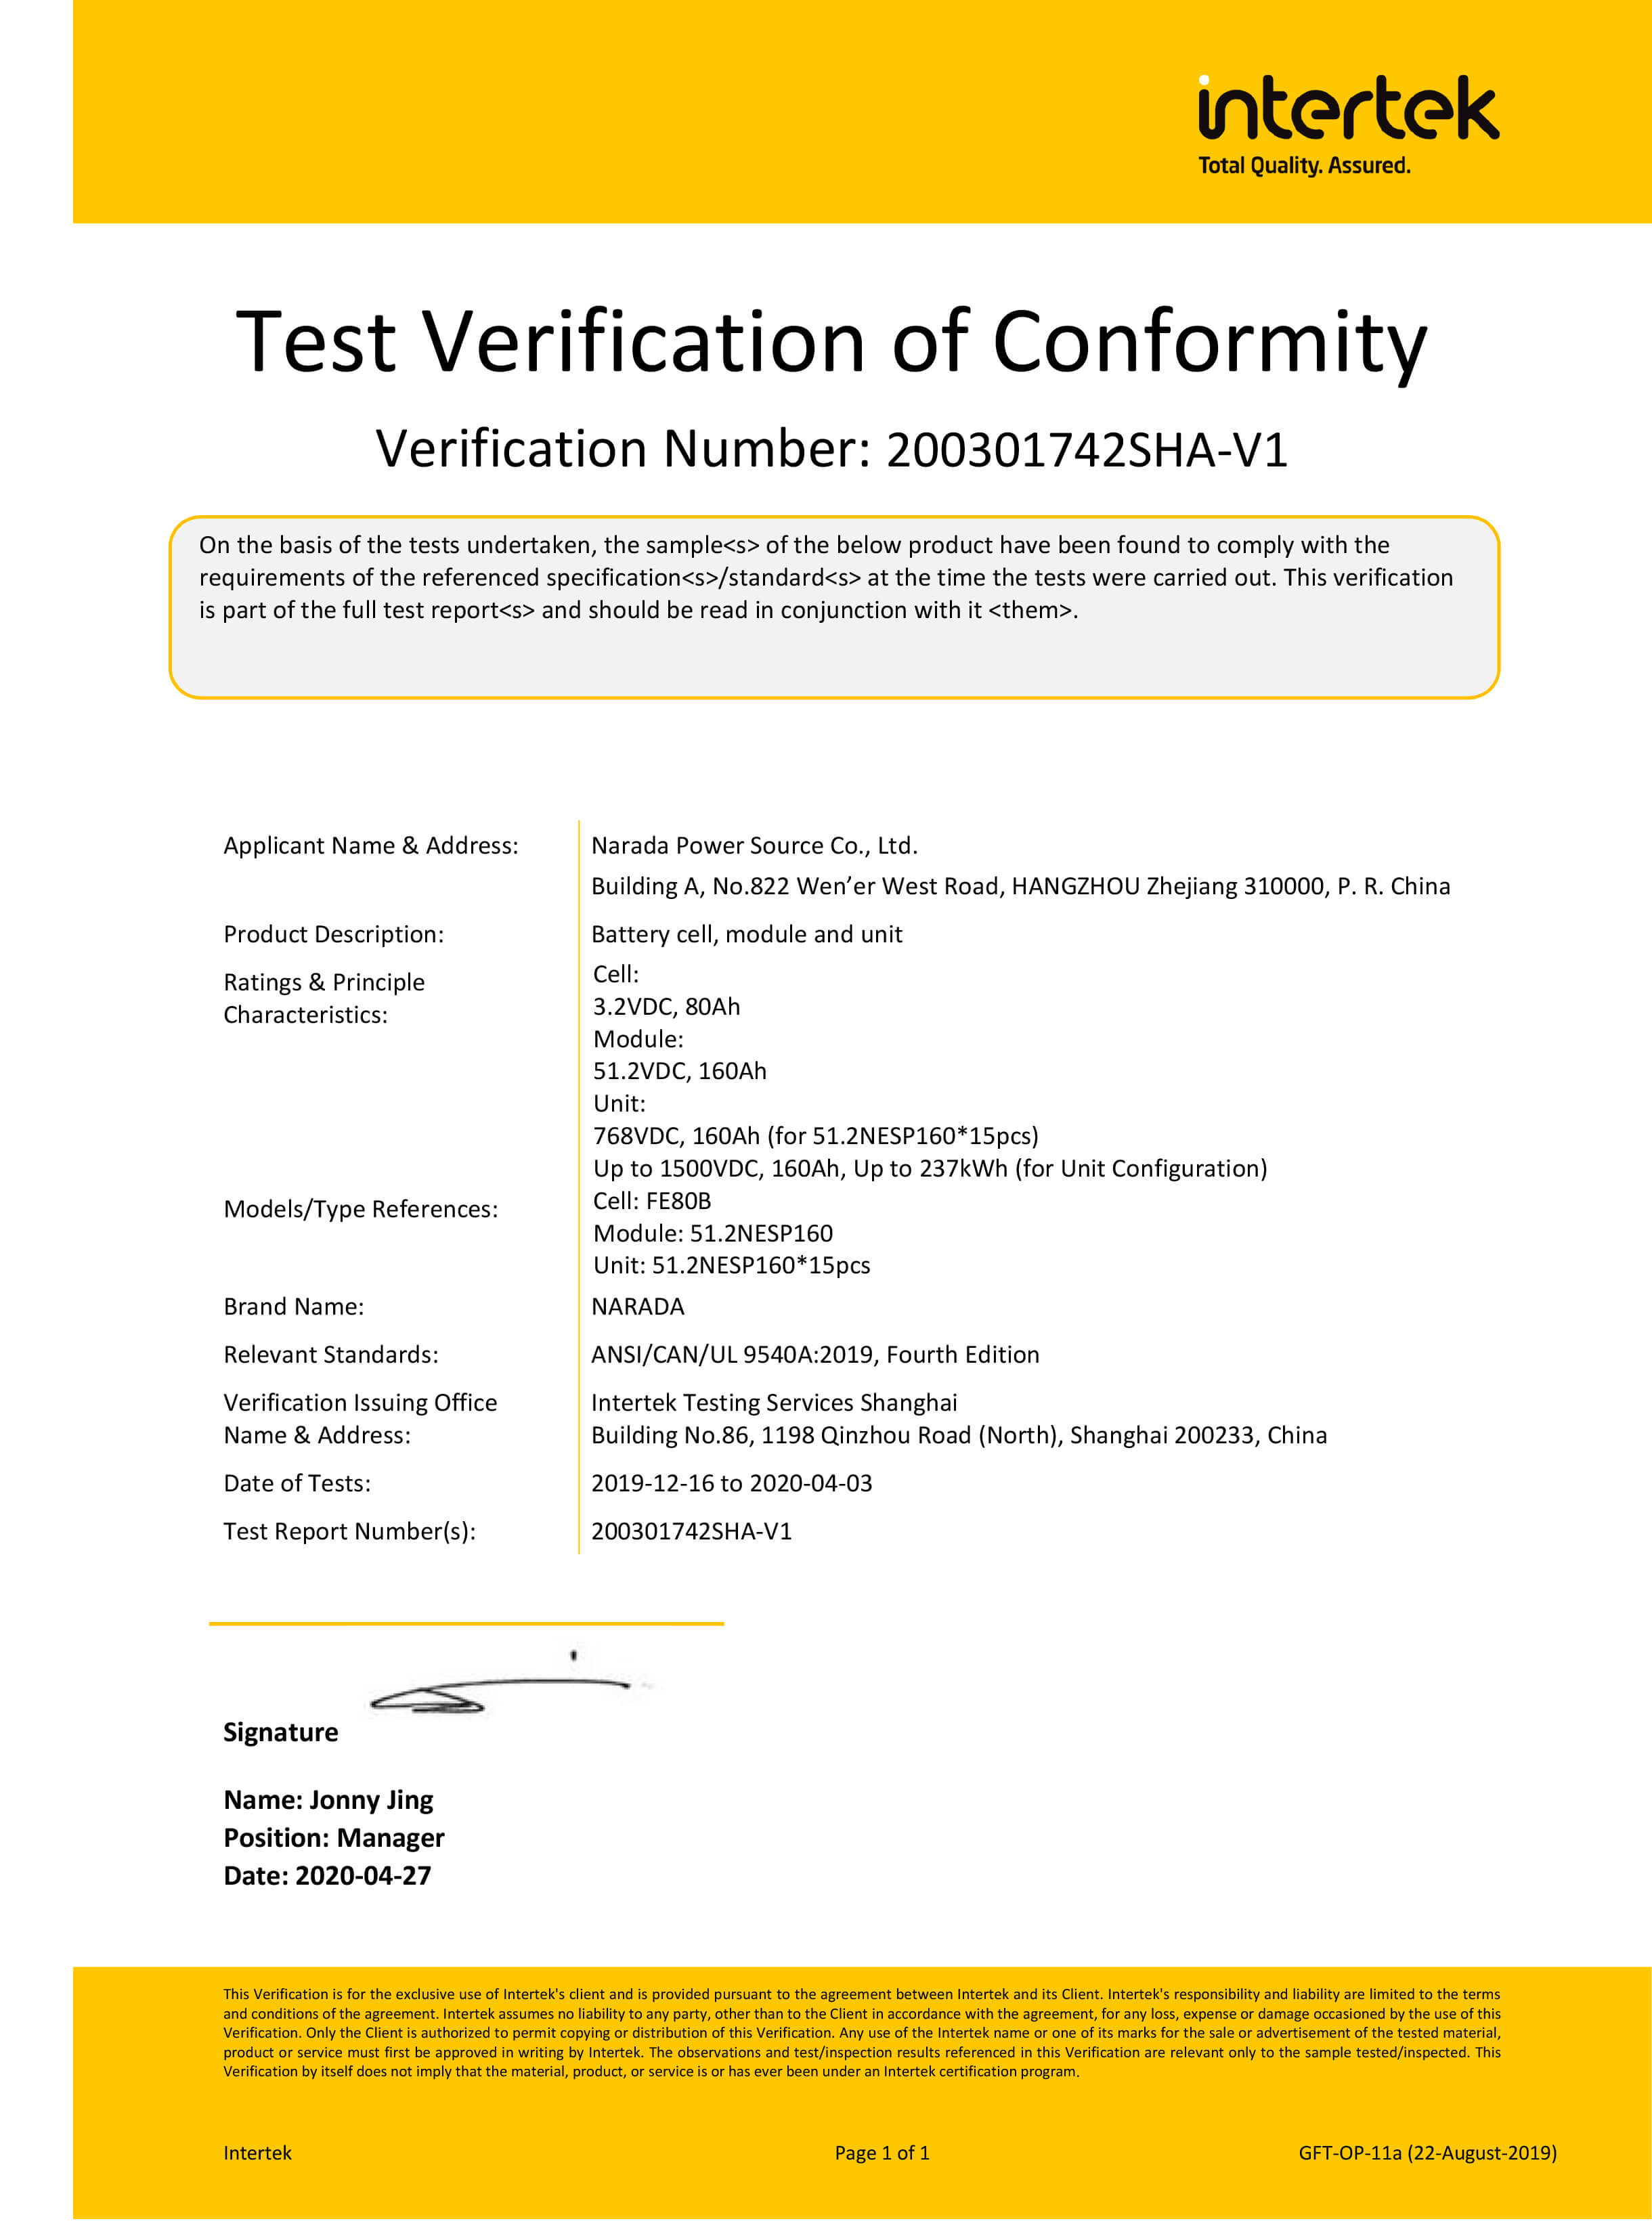 intertek
Total Quality. Assured.
Test Verification of Conformity
Verification Number: 200301742SHA-V1
On the basis of the tests undertaken, the sample<s> of the below product have been found to comply with the
requirements of the referenced specification<s>/standard<s> at the time the tests were carried out. This verification
is part of the full test report<s> and should be read in conjunction with it <them>.
Applicant Name & Address: Narada Power Source Co., Ltd.
Building A, No.822 Wen’er West Road, HANGZHOU Zhejiang 310000, P. R. China
Product Description: Battery cell, module and unit
Ratings & Principle
Characteristics:
Cell:
3.2VDC, 80Ah
Module:
51.2VDC, 160Ah
Unit:
768VDC, 160Ah (for 51.2NESP160*15pcs)
Up to 1500VDC, 160Ah, Up to 237kWh (for Unit Configuration)
Models/Type References:
Cell: FE80B
Module: 51.2NESP160
Unit: 51.2NESP160*15pcs
Brand Name: NARADA
Relevant Standards: ANSI/CAN/UL 9540A:2019, Fourth Edition
Verification Issuing Office
Name & Address:
Intertek Testing Services Shanghai
Building No.86, 1198 Qinzhou Road (North), Shanghai 200233, China
Date of Tests: 2019-12-16 to 2020-04-03
Test Report Number(s): 200301742SHA-V1
Signature
Name: Jonny Jing
Position: Manager
Date: 2020-04-27
This Verification is for the exclusive use of Intertek's client and is provided pursuant to the agreement between Intertek and its Client. Intertek's responsibility and liability are limited to the terms
and conditions of the agreement. Intertek assumes no liability to any party, other than to the Client in accordance with the agreement, for any loss, expense or damage occasioned by the use of this
Verification. Only the Client is authorized to permit copying or distribution of this Verification. Any use of the Intertek name or one of its marks for the sale or advertisement of the tested material,
product or service must first be approved in writing by Intertek. The observations and test/inspection results referenced in this Verification are relevant only to the sample tested/inspected. This
Verification by itself does not imply that the material, product, or service is or has ever been under an Intertek certification program.
Intertek Page 1 of 1 GFT-OP-11a (22-August-2019)